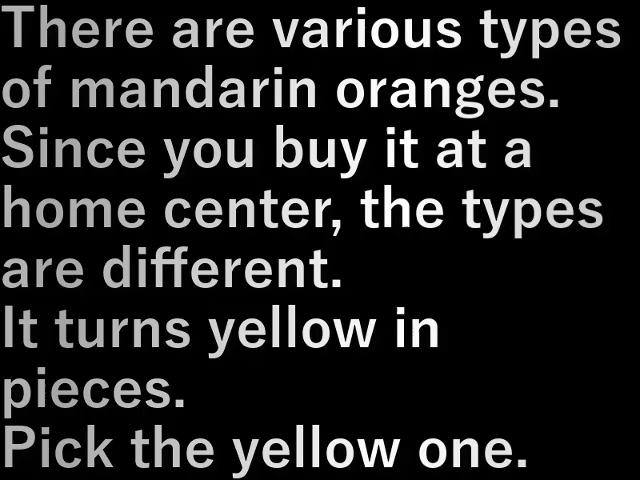 There are various types
of mandarin oranges.
Since you buy it at a
home center, the types
are different.
It turns yellow in
pieces.
Pick the yellow one.